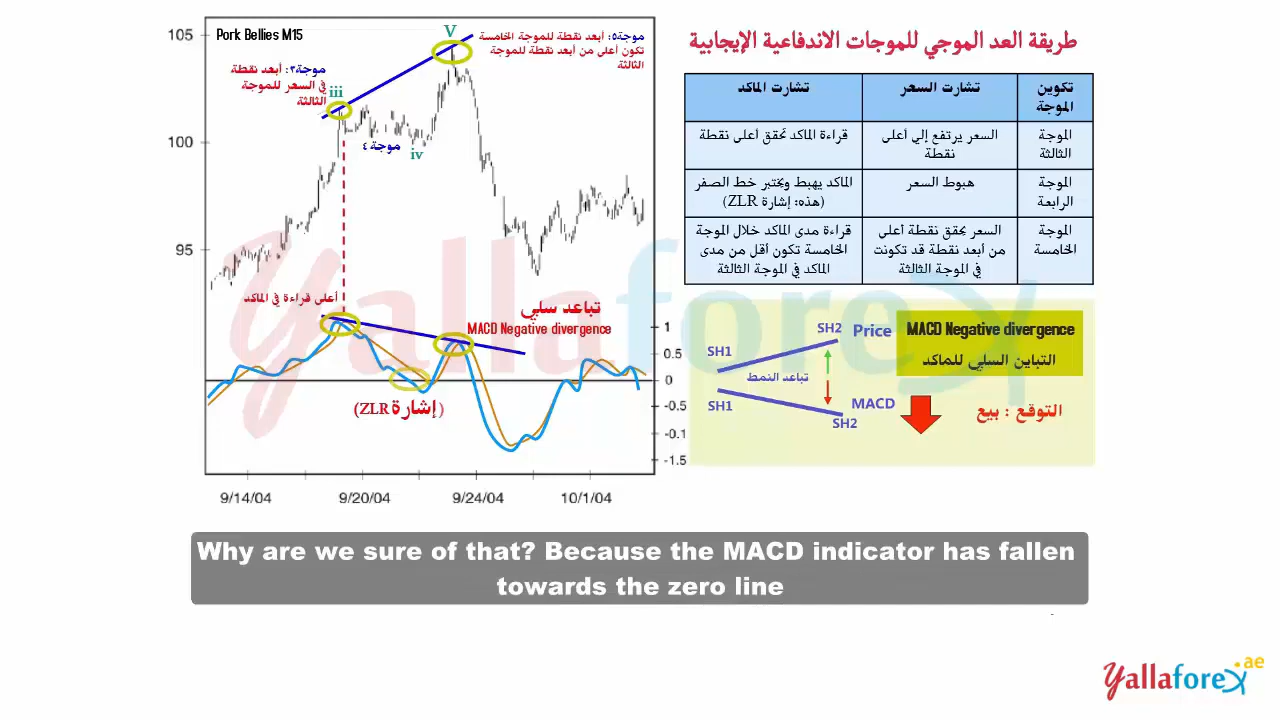 105
100
95
Pork Bellies M15
موجة٣: أبعد نقطة
في السعر للموجة
الثالثة
iii
موجة٤
iv
V
موجة٥: أبعد نقطة للموجة الخامسة
تكون أعلى من أبعد نقطة للموجة
الثالثة
أعلى قراءة في الماكد
تباعد سلبي
MACD Negative divergence
(إشارة ZLR)
1
0.5
0
-0.5
-0.1
-1.5
9/14/04
9/20/04
9/24/04
10/1/04
طريقة العد الموجي للموجات الاندفاعية الإيجابية
تكوين
الموجة
تشارت السعر
تشارت الماكد
الموجة
الثالثة
السعر يرتفع إلي أعلى
نقطة
قراءة الماكد تحقق أعلى نقطة
الموجة
الرابعة
هبوط السعر
الماكد يهبط ويختبر خط الصفر
(هذه: إشارة ZLR)
الموجة
الخامسة
السعر يحقق نقطة أعلى
من أبعد نقطة قد تكونت
في الموجة الثالثة
قراءة مدى الماكد خلال الموجة
الخامسة تكون أقل من مدى
الماكد في الموجة الثالثة
SH1
SH2
Price
تباعد النمط
SH1
SH2
MACD
MACD Negative divergence
التباين السلبي للماكد
التوقع : بيع
yallaforex
Why are we sure of that? Because the MACD indicator has fallen
towards the zero line
yallaforex.ae